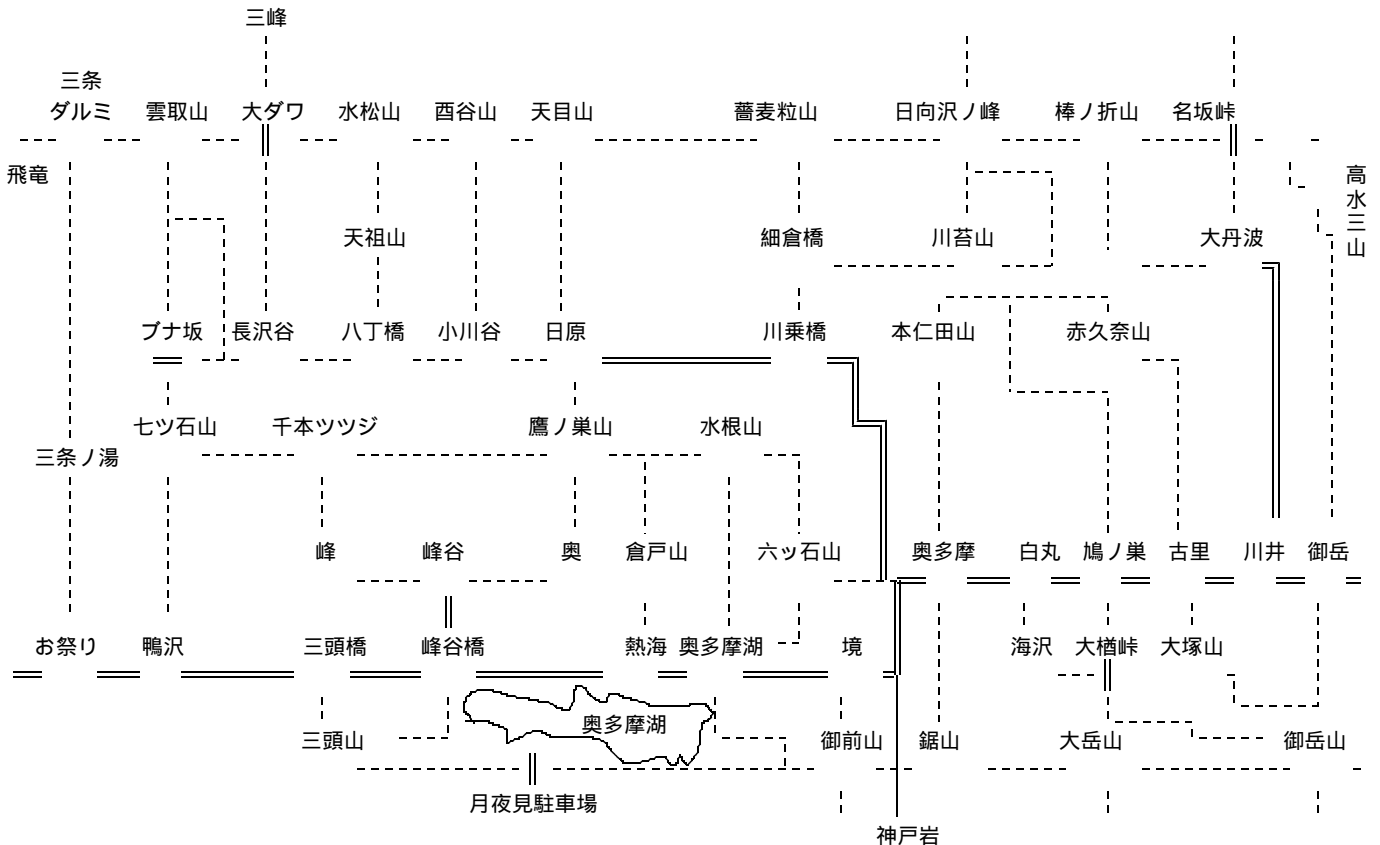 三峰
三条
ダルミ 雲取山 大ダワ 水松山 酉谷山 天目山 蕎麦粒山 日向沢ノ峰 棒ノ折山 名坂峠
飛竜
高水三山
天祖山 細倉橋 川苔山 大丹波
ブナ坂 長沢谷 八丁橋 小川谷 日原 川乗橋 本仁田山 赤久奈山
七ツ石山 千本ツツジ 鷹ノ巣山 水根山
三条ノ湯
峰 峰谷 奥 倉戸山 六ッ石山 奥多摩 白丸 鳩ノ巣 古里 川井 御岳
お祭り 鴨沢 三頭橋 峰谷橋 熱海 奥多摩湖 境 海沢 大楢峠 大塚山
奥多摩湖
三頭山 御前山 鋸山 大岳山 御岳山
月夜見駐車場
神戸岩